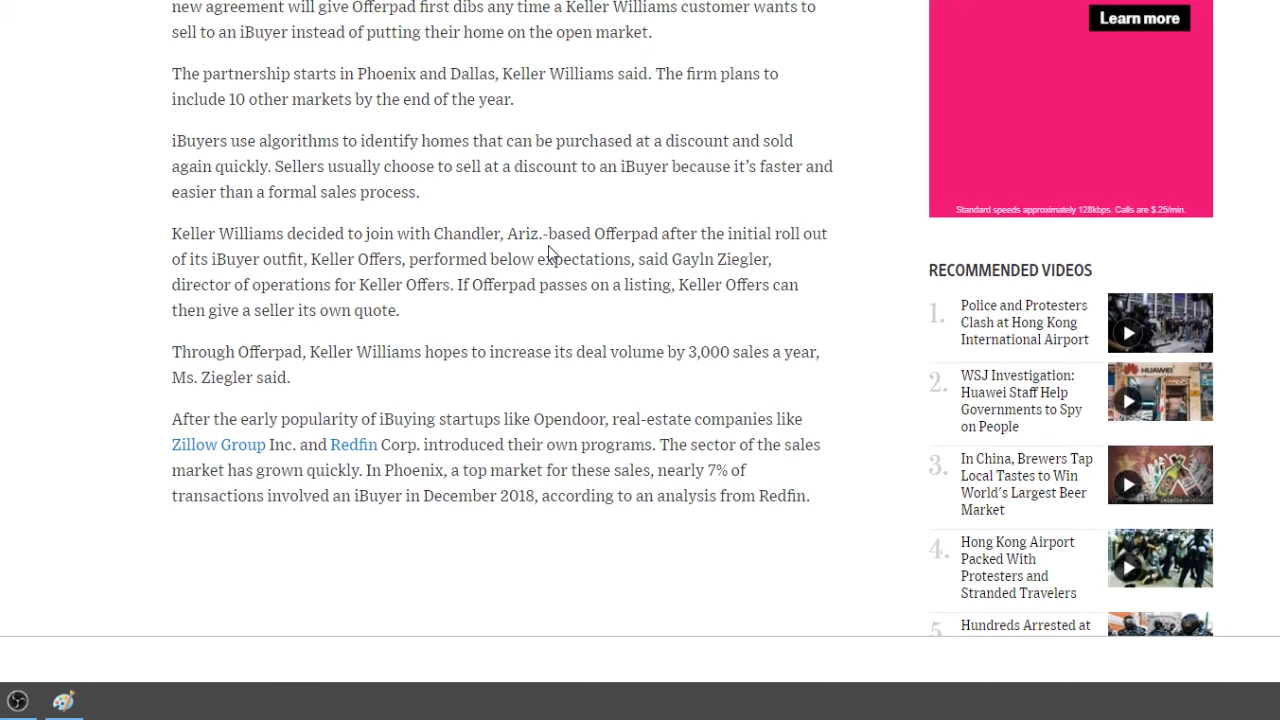 new agreement will give Offerpad first dibs any time a Keller Williams customer wants to
sell to an iBuyer instead of putting their home on the open market.
The partnership starts in Phoenix and Dallas, Keller Williams said. The firm plans to
include 10 other markets by the end of the year.
iBuyers use algorithms to identify homes that can be purchased at a discount and sold
again quickly. Sellers usually choose to sell at a discount to an iBuyer because it’s faster and
easier than a formal sales process.
Keller Williams decided to join with Chandler, Ariz.-based Offerpad after the initial roll out
of its iBuyer outfit, Keller Offers, performed below expectations, said Gayln Ziegler,
director of operations for Keller Offers. If Offerpad passes on a listing, Keller Offers can
then give a seller its own quote.
Through Offerpad, Keller Williams hopes to increase its deal volume by 3,000 sales a year,
Ms. Ziegler said.
After the early popularity of iBuying startups like Opendoor, real-estate companies like
Zillow Group Inc. and Redfin Corp. introduced their own programs. The sector of the sales
market has grown quickly. In Phoenix, a top market for these sales, nearly 7% of
transactions involved an iBuyer in December 2018, according to an analysis from Redfin.
Learn more
Standard speeds approximately 128kbps. Calls are $.25/min.
RECOMMENDED VIDEOS
1. Police and Protesters
Clash at Hong Kong
International Airport
2. WSJ Investigation:
Huawei Staff Help
Governments to Spy
on People
HUAWEI
3. In China, Brewers Tap
Local Tastes to Win
World’s Largest Beer
Market
4. Hong Kong Airport
Packed With
Protesters and
Stranded Travelers
5 Hundreds Arrested at